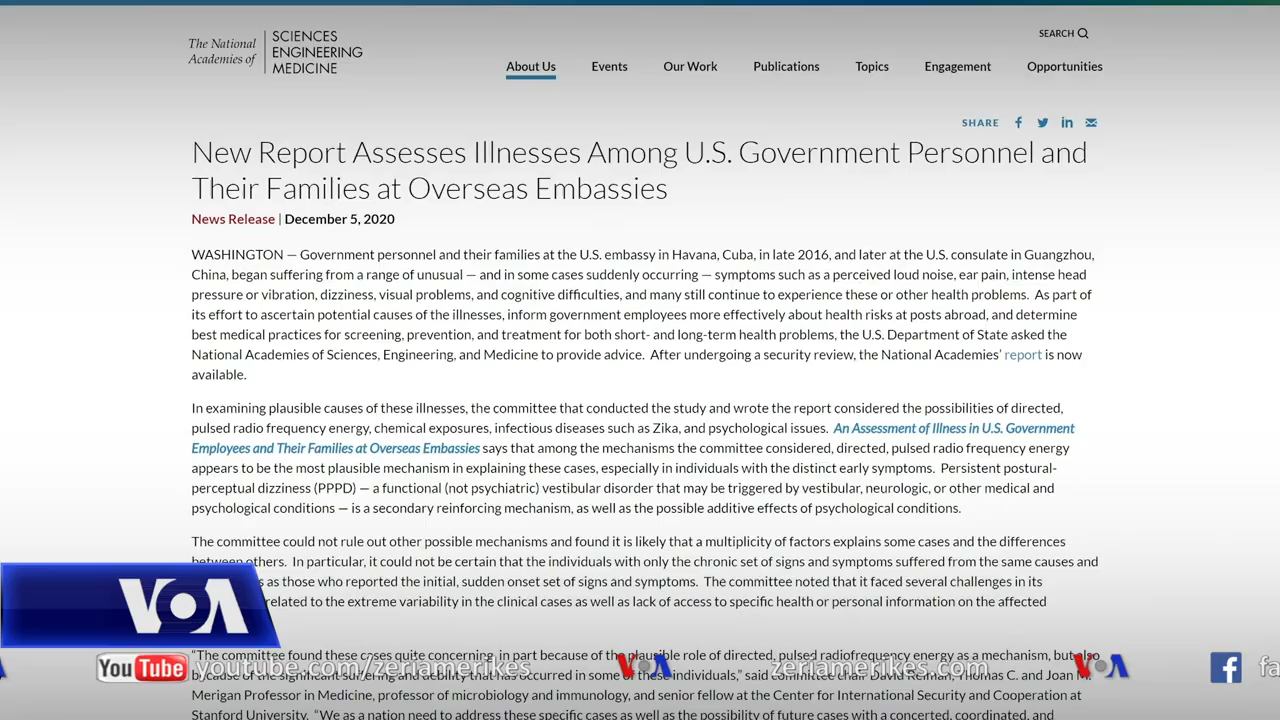 The National Academies of
SCIENCES ENGINEERING MEDICINE
SEARCH
About Us Events Our Work Publications Topics Engagement Opportunities
SHARE
New Report Assesses Illnesses Among U.S. Government Personnel and
Their Families at Overseas Embassies
News Release | December 5, 2020
WASHINGTON — Government personnel and their families at the U.S. embassy in Havana, Cuba, in late 2016, and later at the U.S. consulate in Guangzhou,
China, began suffering from a range of unusual — and in some cases suddenly occurring — symptoms such as a perceived loud noise, ear pain, intense head
pressure or vibration, dizziness, visual problems, and cognitive difficulties, and many still continue to experience these or other health problems. As part of
its effort to ascertain potential causes of the illnesses, inform government employees more effectively about health risks at posts abroad, and determine
best medical practices for screening, prevention, and treatment for both short- and long-term health problems, the U.S. Department of State asked the
National Academies of Sciences, Engineering, and Medicine to provide advice. After undergoing a security review, the National Academies' report is now
available.
In examining plausible causes of these illnesses, the committee that conducted the study and wrote the report considered the possibilities of directed,
pulsed radio frequency energy, chemical exposures, infectious diseases such as Zika, and psychological issues. An Assessment of Illness in U.S. Government
Employees and Their Families at Overseas Embassies says that among the mechanisms the committee considered, directed, pulsed radio frequency energy
appears to be the most plausible mechanism in explaining these cases, especially in individuals with the distinct early symptoms. Persistent postural-
perceptual dizziness (PPPD) — a functional (not psychiatric) vestibular disorder that may be triggered by vestibular, neurologic, or other medical and
psychological conditions — is a secondary reinforcing mechanism, as well as the possible additive effects of psychological conditions.
The committee could not rule out other possible mechanisms and found it is likely that a multiplicity of factors explains some cases and the differences
between others. In particular, it could not be certain that the individuals with only the chronic set of signs and symptoms suffered from the same causes and
as those who reported the initial, sudden onset set of signs and symptoms. The committee noted that it faced several challenges in its
related to the extreme variability in the clinical cases as well as lack of access to specific health or personal information on the affected
VOA
"The committee found these cases quite concerning, in part because of the plausible role of directed, pulsed radiofrequency energy as a mechanism, but also
YouTube youtube.com/zeriamerikes VOA zeriamerikes.com VOA fa
because of the significant suffering and debility that has occurred in some of these individuals," said committee chair David Relman, Thomas C. and Joan M.
Merigan Professor in Medicine, professor of microbiology and immunology, and senior fellow at the Center for International Security and Cooperation at
Stanford University. "We as a nation need to address these specific cases as well as the possibility of future cases with a concerted, coordinated, and